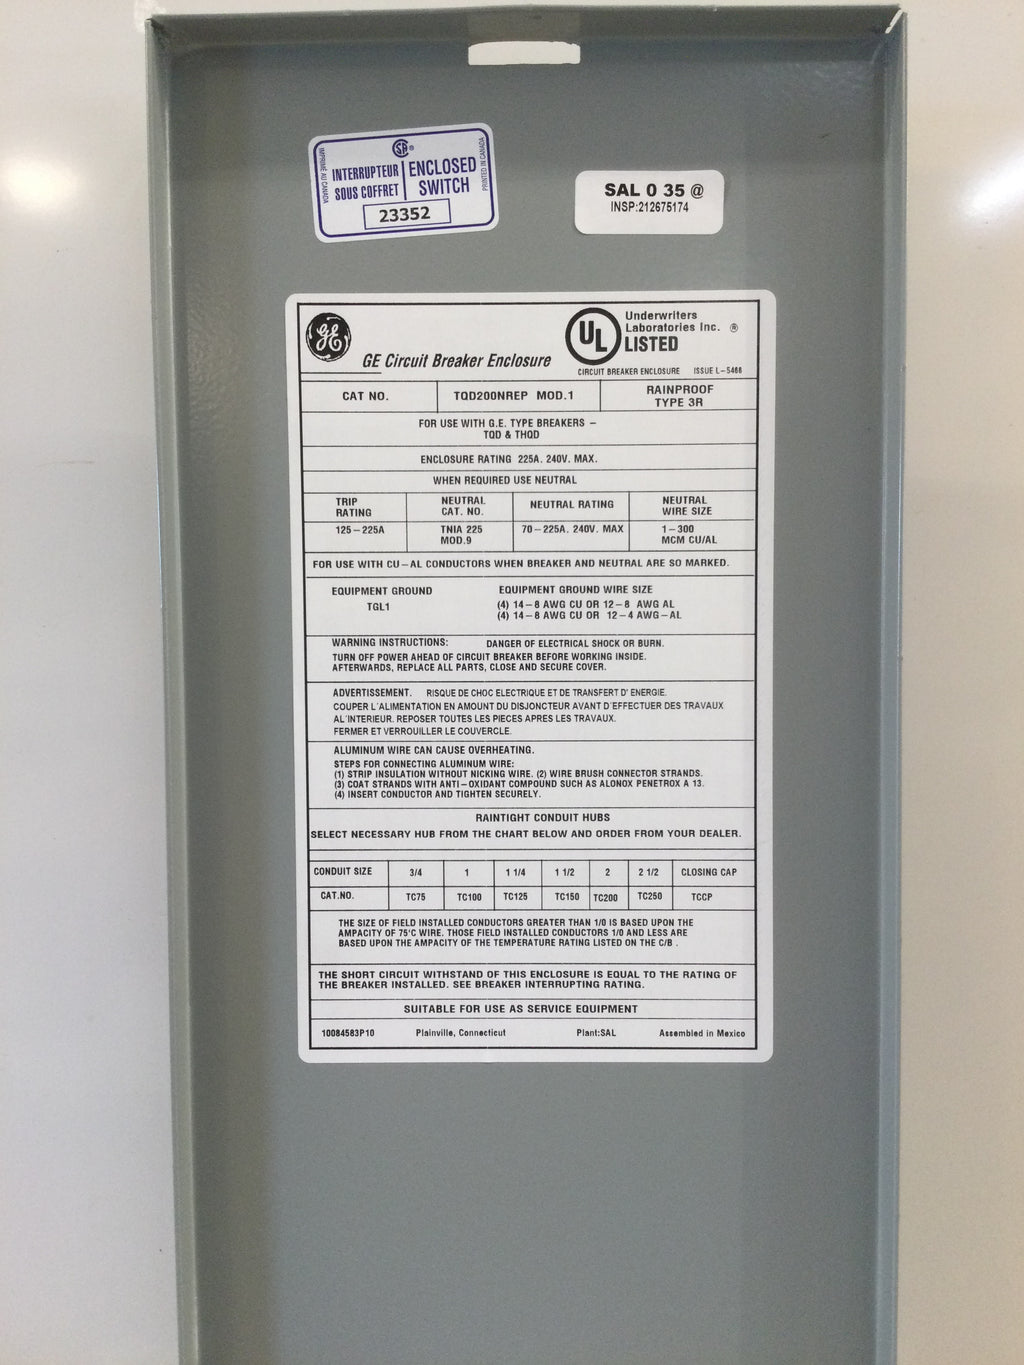 CSA ®
IMPRIME AU CANADA
INTERRUPTEUR
SOUS COFFRET
ENCLOSED
SWITCH
PRINTED IN CANADA
23352
SAL 0 35 @
INSP:212675174
GE
GE Circuit Breaker Enclosure
UL
Underwriters
Laboratories Inc. ®
LISTED
CIRCUIT BREAKER ENCLOSURE ISSUE L-5466
CAT NO. TQD200NREP MOD.1 RAINPROOF
TYPE 3R
FOR USE WITH G.E. TYPE BREAKERS –
TQD & THQD
ENCLOSURE RATING 225A. 240V. MAX.
WHEN REQUIRED USE NEUTRAL
TRIP
RATING
NEUTRAL
CAT. NO.
NEUTRAL RATING
NEUTRAL
WIRE SIZE
125–225A
TNIA 225
MOD.9
70–225A. 240V. MAX
1–300
MCM CU/AL
FOR USE WITH CU–AL CONDUCTORS WHEN BREAKER AND NEUTRAL ARE SO MARKED.
EQUIPMENT GROUND
TGL1
EQUIPMENT GROUND WIRE SIZE
(4) 14–8 AWG CU OR 12–8 AWG AL
(4) 14–8 AWG CU OR 12–4 AWG–AL
WARNING INSTRUCTIONS: DANGER OF ELECTRICAL SHOCK OR BURN.
TURN OFF POWER AHEAD OF CIRCUIT BREAKER BEFORE WORKING INSIDE.
AFTERWARDS, REPLACE ALL PARTS, CLOSE AND SECURE COVER.
ADVERTISSEMENT. RISQUE DE CHOC ELECTRIQUE ET DE TRANSFERT D' ENERGIE.
COUPER L'ALIMENTATION EN AMOUNT DU DISJONCTEUR AVANT D'EFFECTUER DES TRAVAUX
AL'INTERIEUR. REPOSER TOUTES LES PIECES APRES LES TRAVAUX.
FERMER ET VERROUILLER LE COUVERCLE.
ALUMINUM WIRE CAN CAUSE OVERHEATING.
STEPS FOR CONNECTING ALUMINUM WIRE:
(1) STRIP INSULATION WITHOUT NICKING WIRE. (2) WIRE BRUSH CONNECTOR STRANDS.
(3) COAT STRANDS WITH ANTI–OXIDANT COMPOUND SUCH AS ALONOX PENETROX A 13.
(4) INSERT CONDUCTOR AND TIGHTEN SECURELY.
RAINTIGHT CONDUIT HUBS
SELECT NECESSARY HUB FROM THE CHART BELOW AND ORDER FROM YOUR DEALER.
CONDUIT SIZE 3/4 1 1 1/4 1 1/2 2 2 1/2 CLOSING CAP
CAT.NO. TC75 TC100 TC125 TC150 TC200 TC250 TCCP
THE SIZE OF FIELD INSTALLED CONDUCTORS GREATER THAN 1/0 IS BASED UPON THE
AMPACITY OF 75°C WIRE. THOSE FIELD INSTALLED CONDUCTORS 1/0 AND LESS ARE
BASED UPON THE AMPACITY OF THE TEMPERATURE RATING LISTED ON THE C/B .
THE SHORT CIRCUIT WITHSTAND OF THIS ENCLOSURE IS EQUAL TO THE RATING OF
THE BREAKER INSTALLED. SEE BREAKER INTERRUPTING RATING.
SUITABLE FOR USE AS SERVICE EQUIPMENT
10084583P10 Plainville, Connecticut Plant:SAL Assembled in Mexico